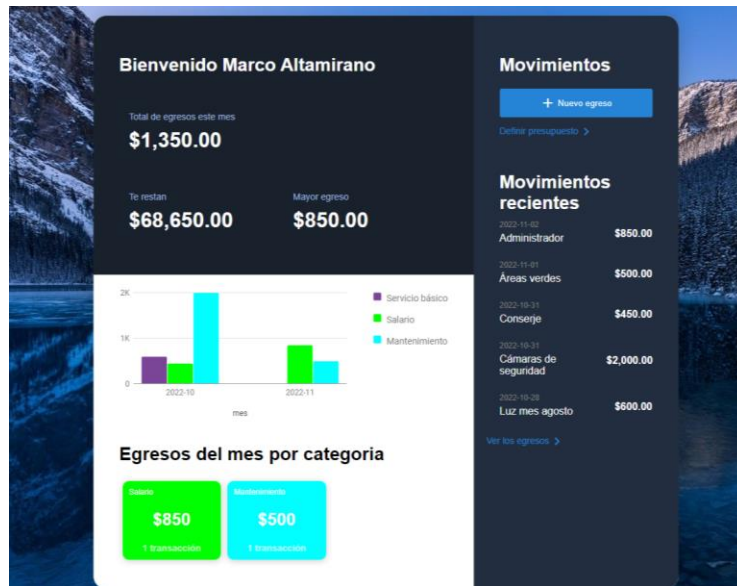 Bienvenido Marco Altamirano
Total de egresos este mes
$1,350.00
Te restan
$68,650.00
Mayor egreso
$850.00
2K
1K
0
2022-10
2022-11
mes
Servicio básico
Salario
Mantenimiento
Egresos del mes por categoria
Salario
$850
1 transacción
Mantenimiento
$500
1 transacción
Movimientos
+ Nuevo egreso
Definir presupuesto >
Movimientos
recientes
2022-11-02
Administrador
$850.00
2022-11-01
Áreas verdes
$500.00
2022-10-31
Conserje
$450.00
2022-10-31
Cámaras de
seguridad
$2,000.00
2022-10-28
Luz mes agosto
$600.00
Ver los egresos >